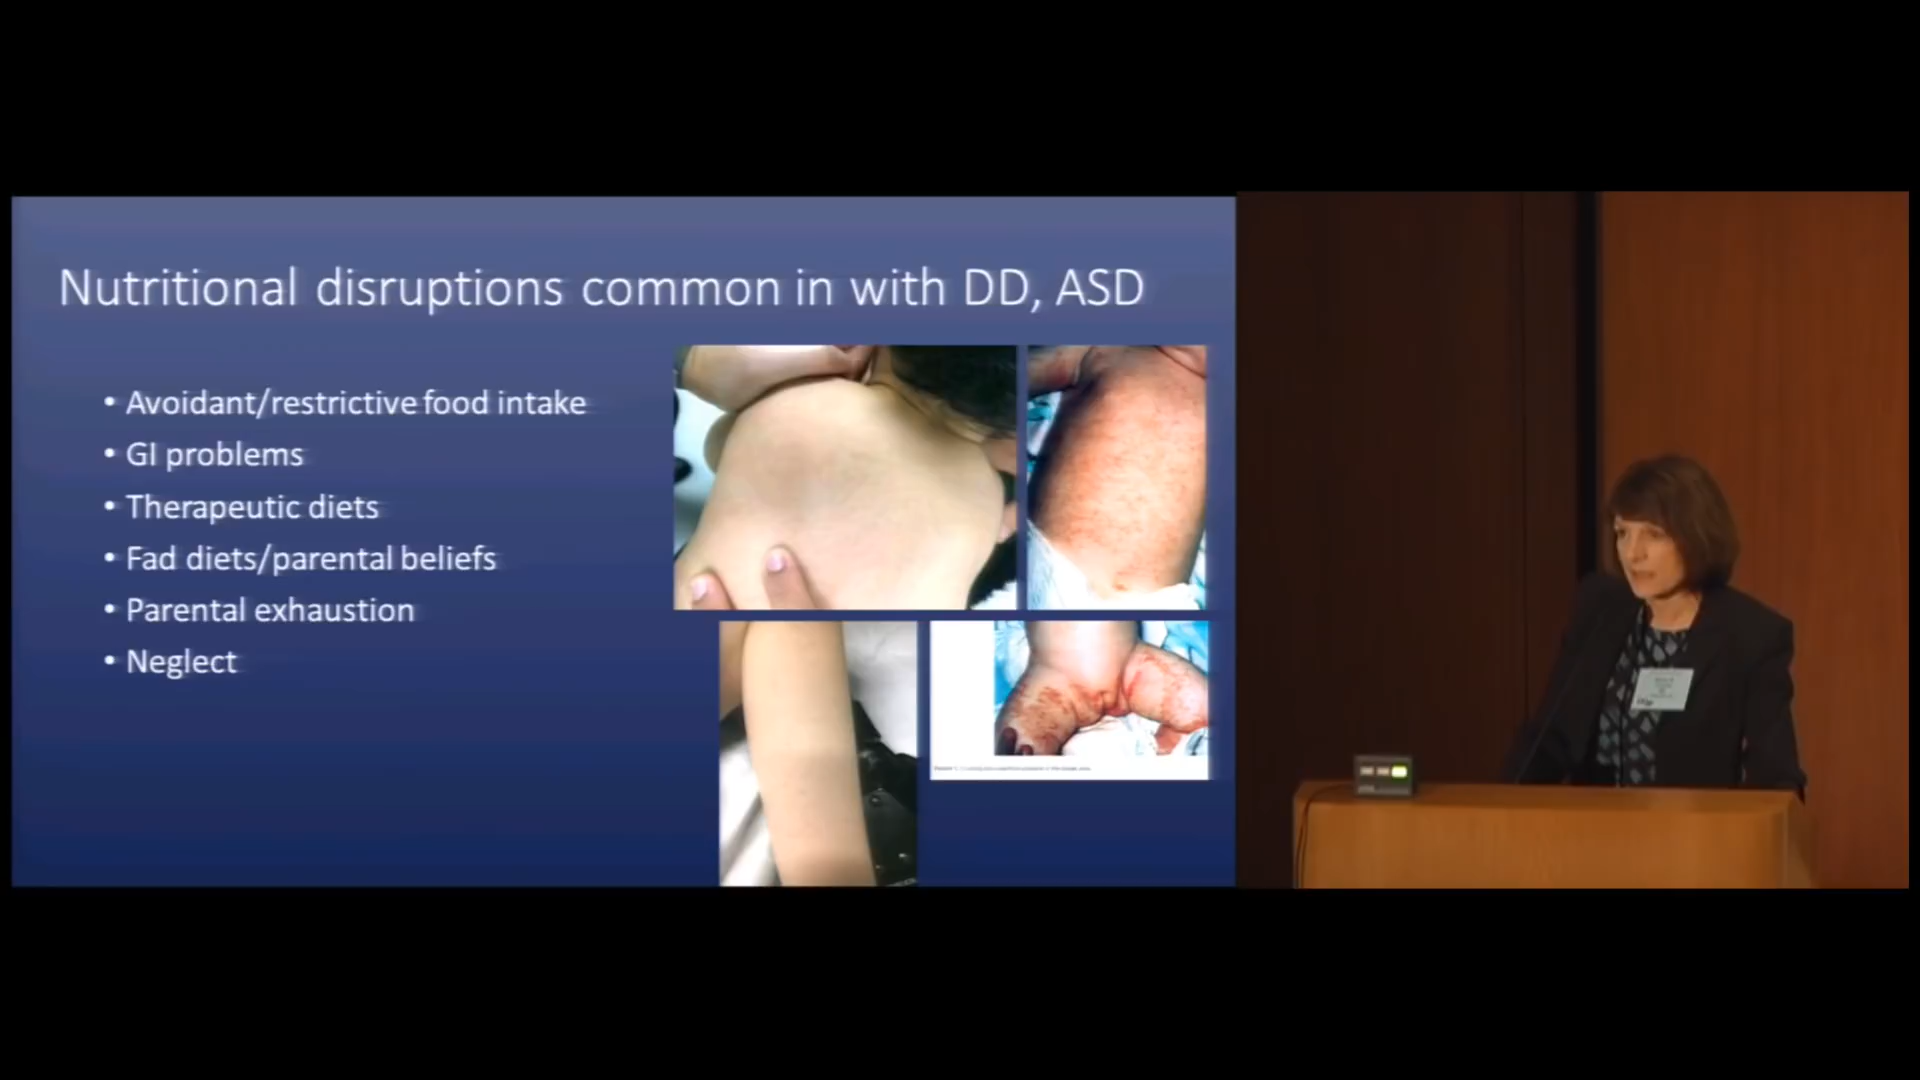 Nutritional disruptions common in with DD, ASD
• Avoidant/restrictive food intake
• GI problems
• Therapeutic diets
• Fad diets/parental beliefs
• Parental exhaustion
• Neglect